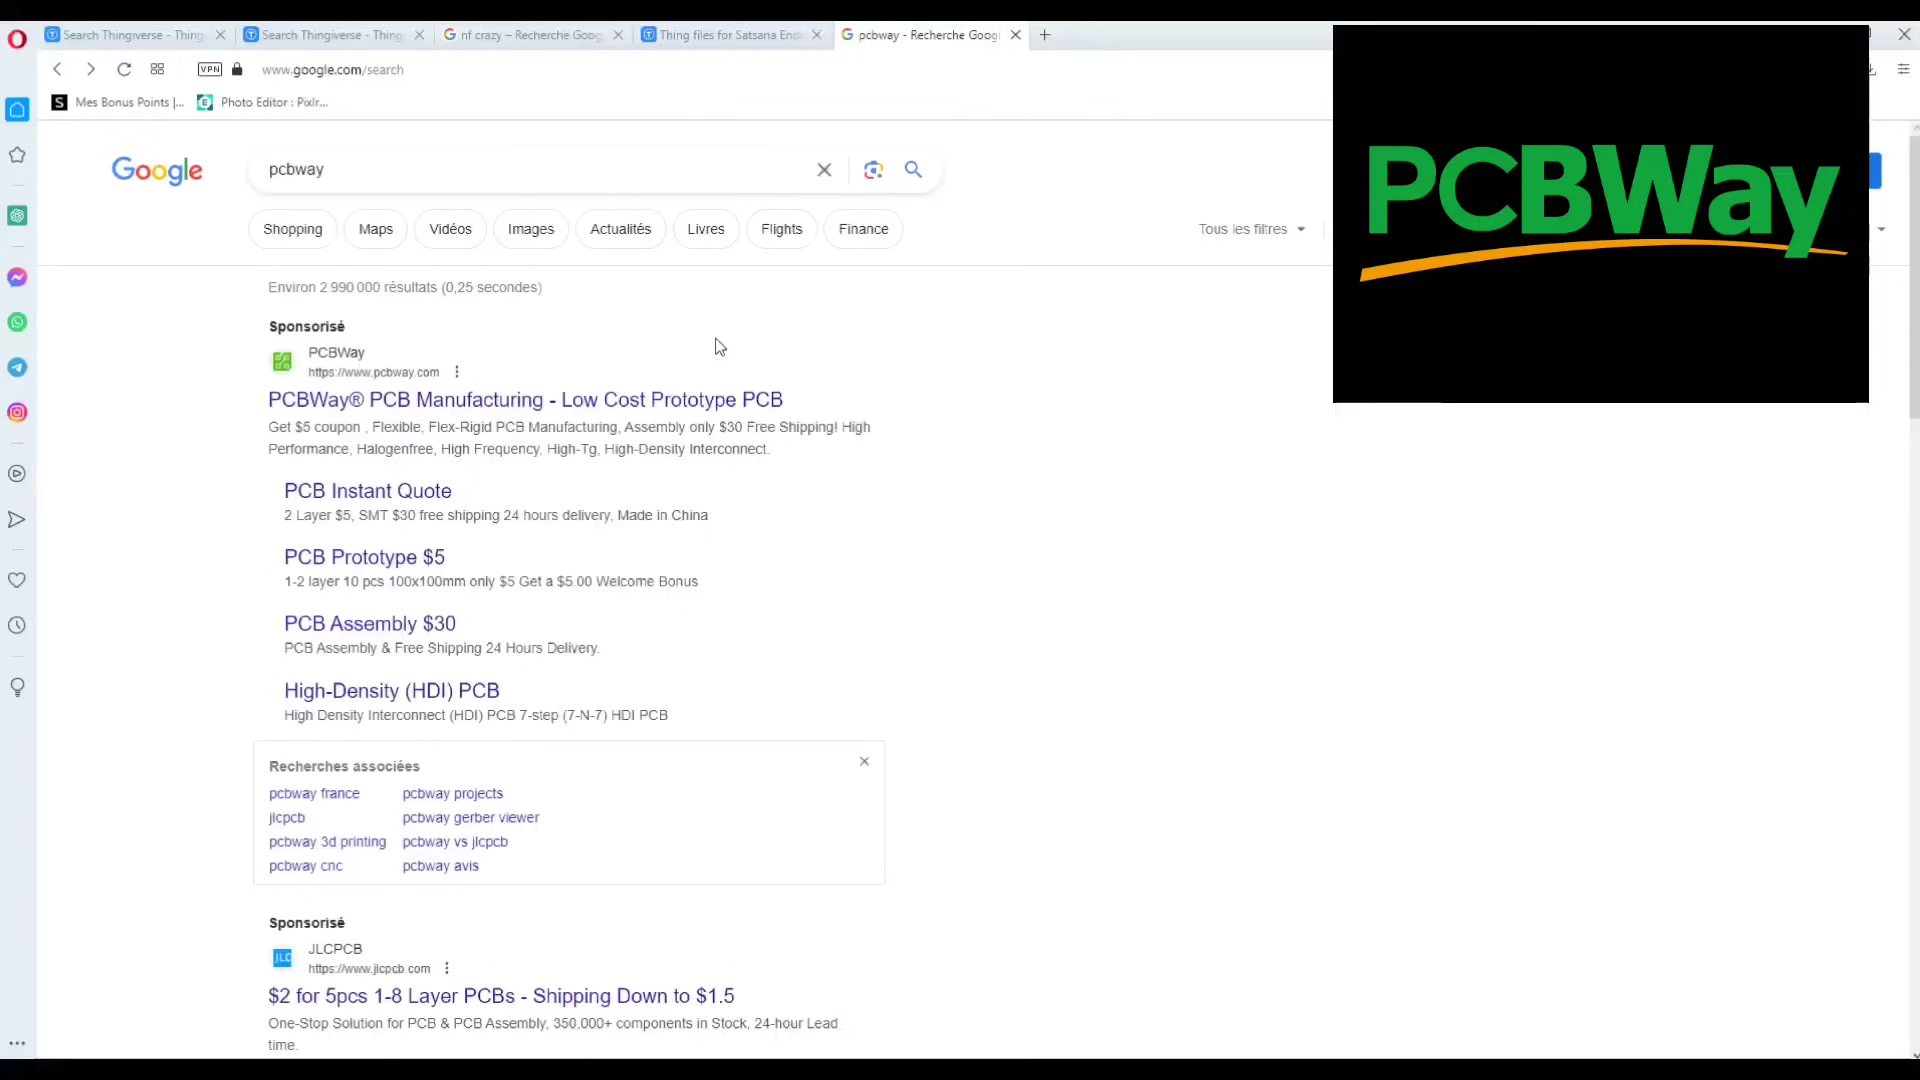 Search Thingiverse - Thing
Search Thingiverse - Thing
nf crazy – Recherche Goog
Thing files for Satsana End
pcbway - Recherche Googl
VPN
www.google.com/search
S
Mes Bonus Points |...
E
Photo Editor : Pixlr...
PCBWay
Google
pcbway
Shopping
Maps
Vidéos
Images
Actualités
Livres
Flights
Finance
Tous les filtres
Environ 2 990 000 résultats (0,25 secondes)
Sponsorisé
PCBWay
https://www.pcbway.com
PCBWay® PCB Manufacturing - Low Cost Prototype PCB
Get $5 coupon , Flexible, Flex-Rigid PCB Manufacturing, Assembly only $30 Free Shipping! High
Performance, Halogenfree, High Frequency, High-Tg, High-Density Interconnect.
PCB Instant Quote
2 Layer $5, SMT $30 free shipping 24 hours delivery, Made in China
PCB Prototype $5
1-2 layer 10 pcs 100x100mm only $5 Get a $5.00 Welcome Bonus
PCB Assembly $30
PCB Assembly & Free Shipping 24 Hours Delivery.
High-Density (HDI) PCB
High Density Interconnect (HDI) PCB 7-step (7-N-7) HDI PCB
Recherches associées
pcbway france
pcbway projects
jlcpcb
pcbway gerber viewer
pcbway 3d printing
pcbway vs jlcpcb
pcbway cnc
pcbway avis
Sponsorisé
JLC
JLCPCB
https://www.jlcpcb.com
$2 for 5pcs 1-8 Layer PCBs - Shipping Down to $1.5
One-Stop Solution for PCB & PCB Assembly, 350,000+ components in Stock, 24-hour Lead
time.